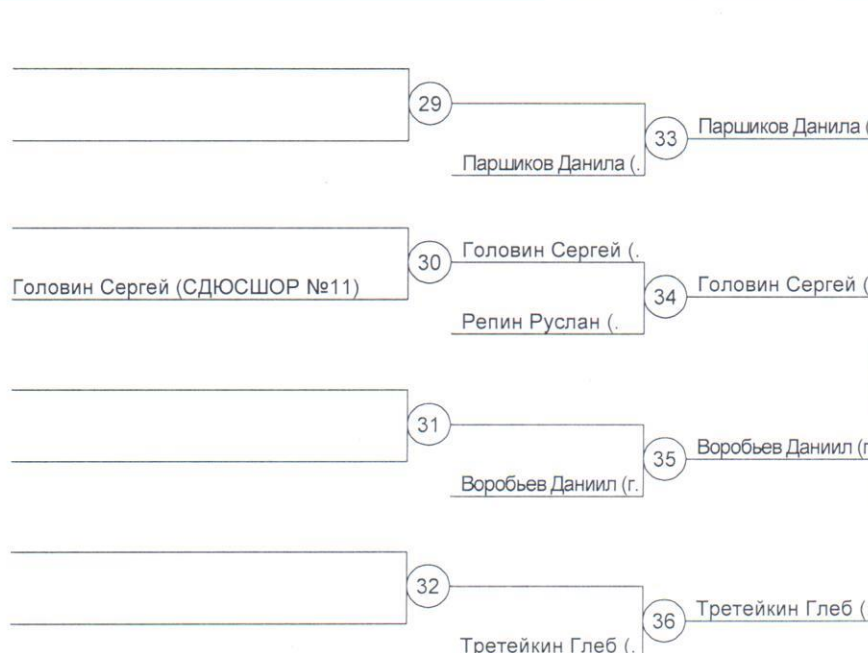 29
33
Паршиков Данила (
Паршиков Данила (.
30
Головин Сергей (.
Головин Сергей (СДЮСШОР №11)
34
Головин Сергей (
Репин Руслан (.
31
35
Воробьев Даниил (г
Воробьев Даниил (г.
32
36
Третейкин Глеб (
Третейкин Глеб (.